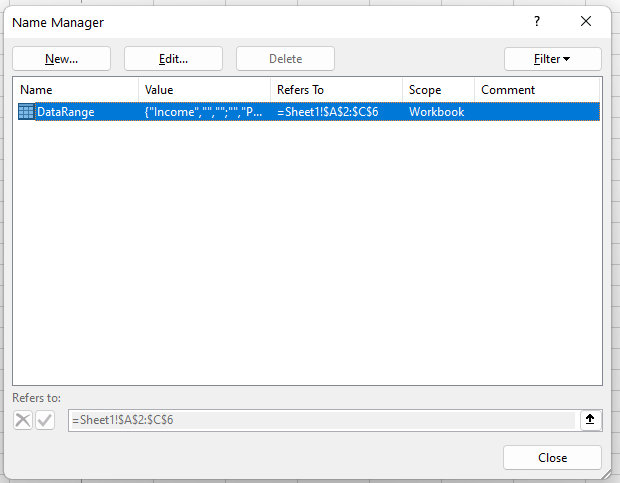 Name Manager ?
New... Edit... Delete Filter
Name Value Refers To Scope Comment
DataRange {"Income","","";"","P... =Sheet1!$A$2:$C$6 Workbook
Refers to:
=Sheet1!$A$2:$C$6
Close